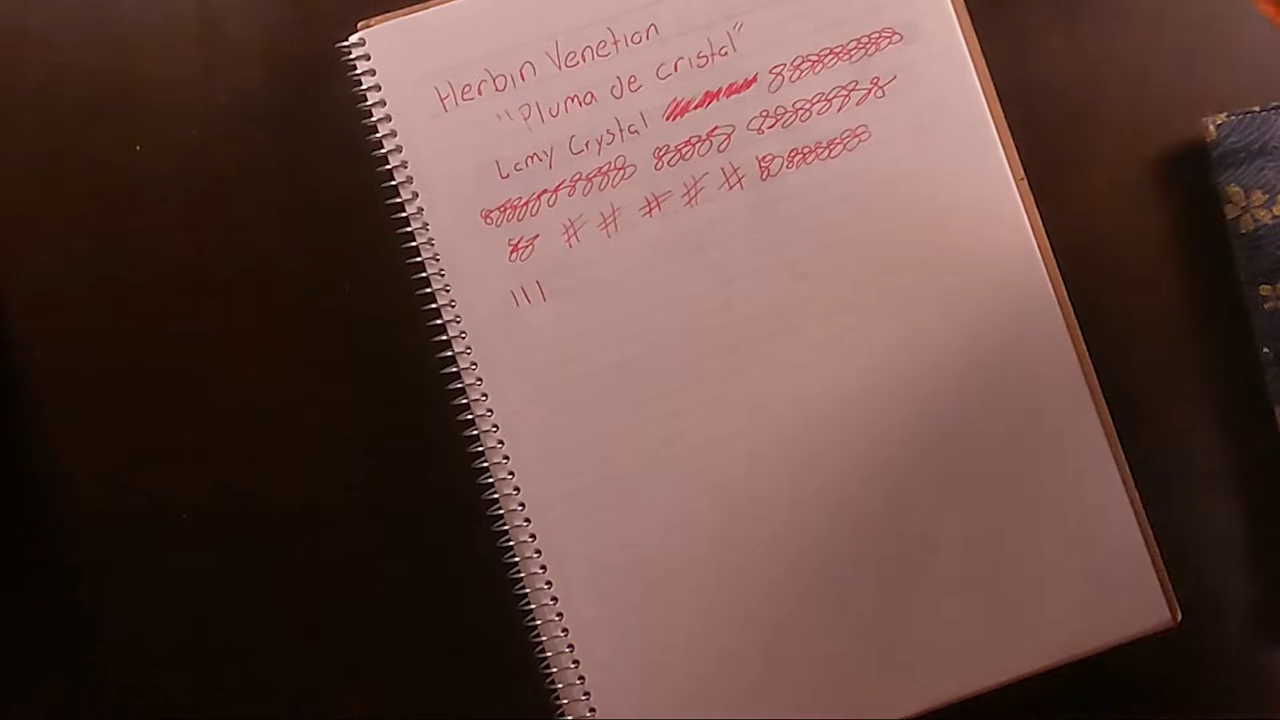 Herbin Venetian
"Pluma de cristal"
Lamy Crystal
# # # # #